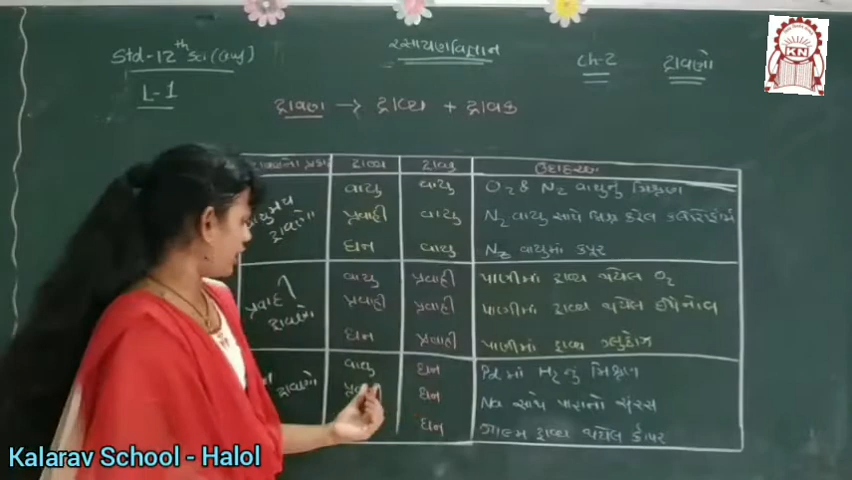 Std-12th Sci (Guj)
રસાયણવિજ્ઞાન
ch-2
દ્રાવણો
L-1
દ્રાવણ → દ્રાવ્ય + દ્રાવક
દ્રાવ્ય દ્રાવક ઉદાહરણ
વાયુ વાયુ O2 & N2 વાયુનું મિશ્રણ
પ્રવાહી વાયુ N2 વાયુ સાથે મિશ્ર કરેલ ક્લોરોફોર્મ
ઘન વાયુ N2 વાયુમાં કપૂર
દ્રાવણો
વાયુ પ્રવાહી પાણીમાં દ્રાવ્ય થયેલ O2
પ્રવાહી
દ્રાવણો
પ્રવાહી પ્રવાહી પાણીમાં દ્રાવ્ય થયેલ ઈથેનોલ
ઘન પ્રવાહી પાણીમાં દ્રાવ્ય ગ્લુકોઝ
વાયુ ઘન Pd માં H2 નું મિશ્રણ
દ્રાવણો
ઘન Na સાથે પારાનો સંરસ
ઘન દ્રાવ્ય થયેલ કોપર
KN
Kalarav School - Halol